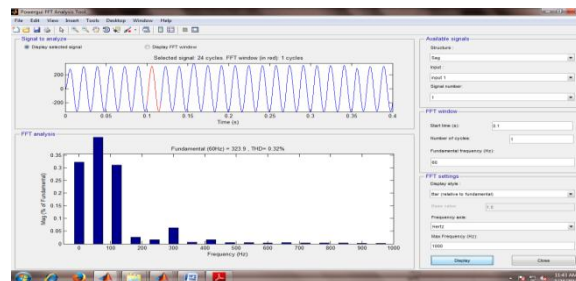 Powergui FFT Analysis Tool
File Edit View Insert Tools Desktop Window Help
Signal to analyze
Display selected signal
Display FFT window
Selected signal: 24 cycles. FFT window (in red): 1 cycles
200
0
-200
0 0.05 0.1 0.15 0.2 0.25 0.3 0.35 0.4
Time (s)
FFT analysis
Fundamental (60Hz) = 323.9 , THD= 0.32%
0.35
0.3
0.25
0.2
0.15
0.1
0.05
0
Mag (% of Fundamental)
0 100 200 300 400 500 600 700 800 900 1000
Frequency (Hz)
Available signals
Structure :
Input :
input 1
Signal number:
1
FFT window
Start time (s): 0.1
Number of cycles: 1
Fundamental frequency (Hz):
60
FFT settings
Display style :
Bar (relative to fundamental)
Frequency axis:
Hertz
Max Frequency (Hz):
1000
Display
Close
11:43 AM